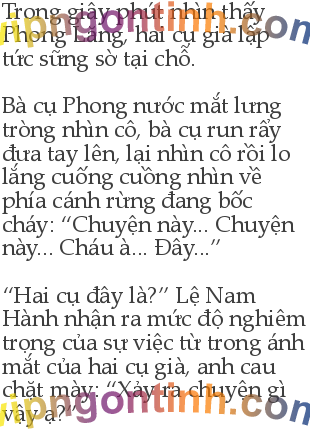 Trong giây phút nhìn thấy
Phong Lăng, hai cụ già lập
tức sững sờ tại chỗ.
Bà cụ Phong nước mắt lưng
tròng nhìn cô, bà cụ run rẩy
đưa tay lên, lại nhìn cô rồi lo
lắng cuống cuồng nhìn về
phía cánh rừng đang bốc
cháy: “Chuyện này... Chuyện
này... Cháu à... Đây...”
“Hai cụ đây là?” Lệ Nam
Hành nhận ra mức độ nghiêm
trọng của sự việc từ trong ánh
mắt của hai cụ già, anh cau
chặt mày: “Xảy ra chuyện gì
vậy ạ?”